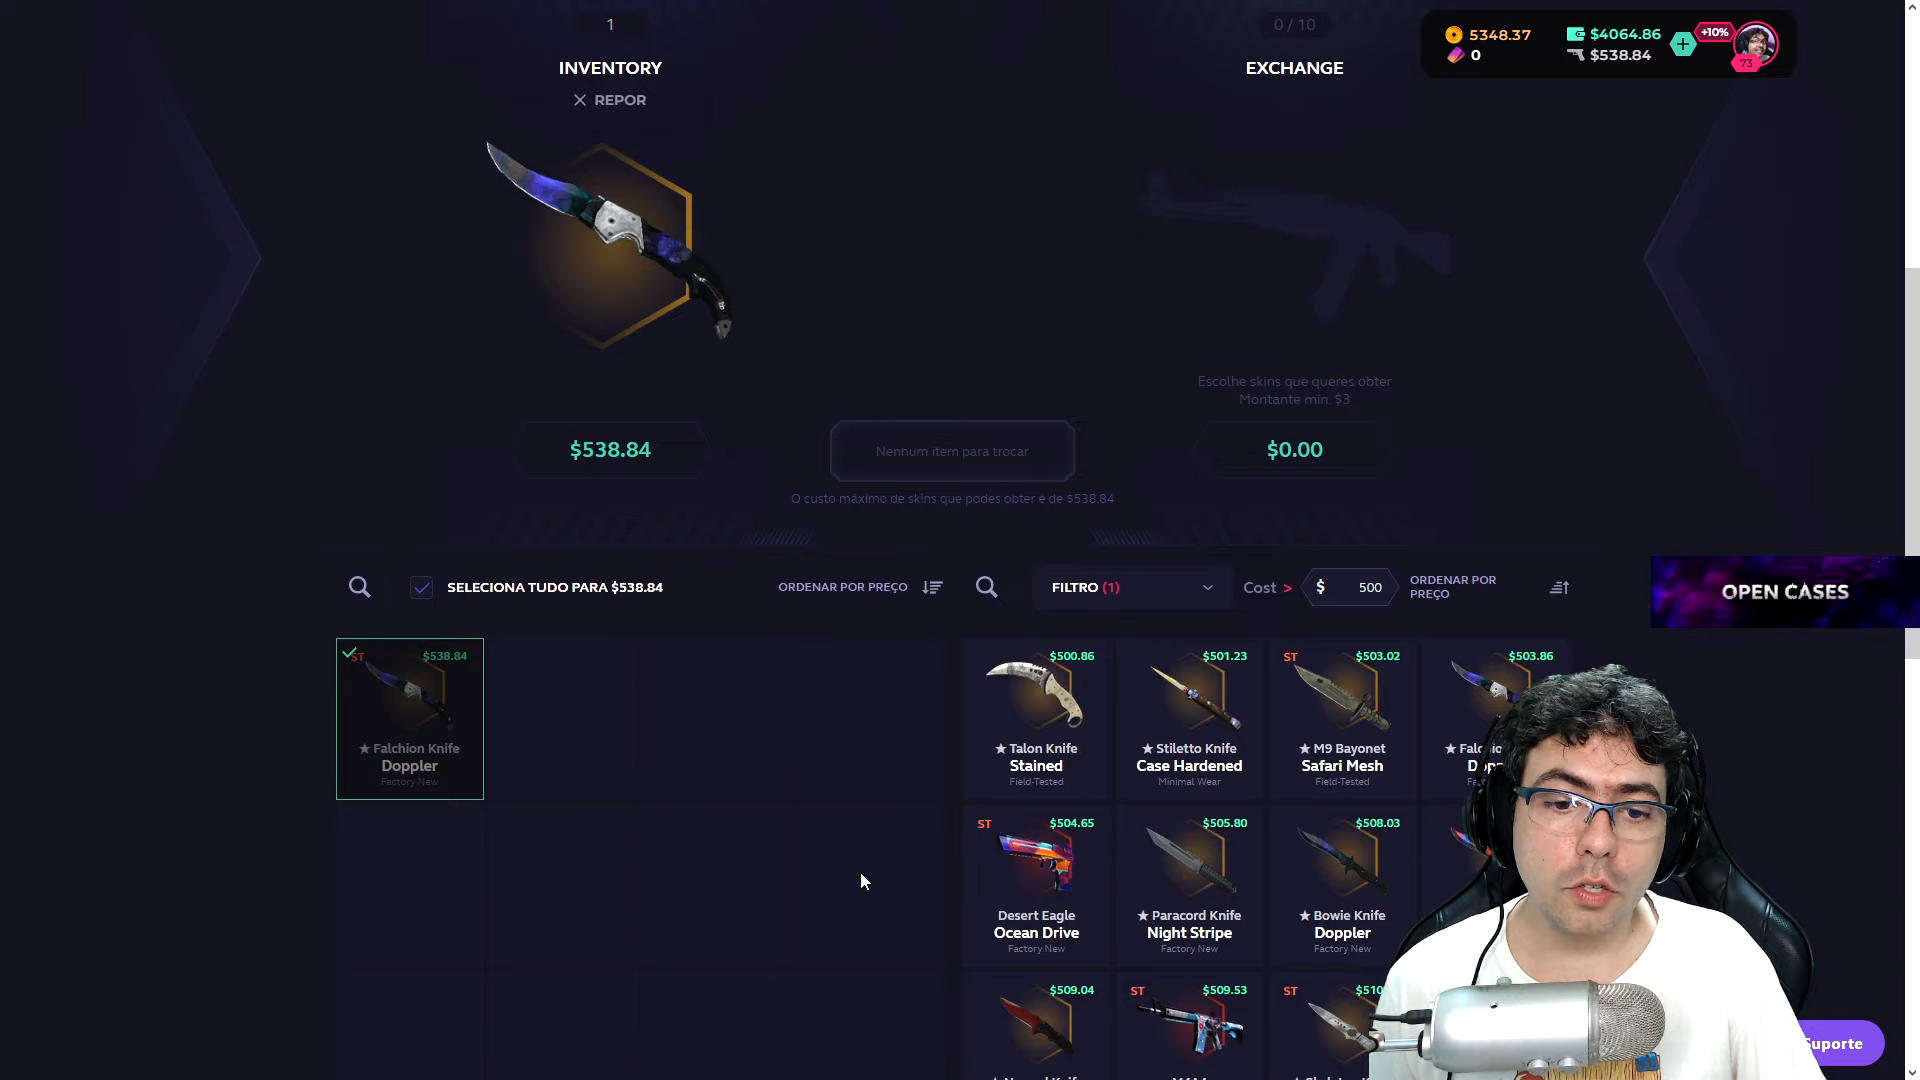 1
0 / 10
5348.37
$4064.86
+10%
0
$538.84
73
INVENTORY
EXCHANGE
REPOR
Escolhe skins que queres obter
Montante mín. $3
$538.84
Nenhum item para trocar
$0.00
O custo máximo de skins que podes obter é de $538.84
SELECIONA TUDO PARA $538.84
ORDENAR POR PREÇO
FILTRO (1)
Cost >
$ 500
ORDENAR POR
PREÇO
OPEN CASES
ST $538.84
★ Falchion Knife
Doppler
Factory New
$500.86
★ Talon Knife
Stained
Field-Tested
$501.23
★ Stiletto Knife
Case Hardened
Minimal Wear
ST $503.02
★ M9 Bayonet
Safari Mesh
Field-Tested
$503.86
ST $504.65
Desert Eagle
Ocean Drive
Factory New
$505.80
★ Paracord Knife
Night Stripe
Factory New
$508.03
★ Bowie Knife
Doppler
Factory New
$509.04
ST $509.53
ST $510
Suporte